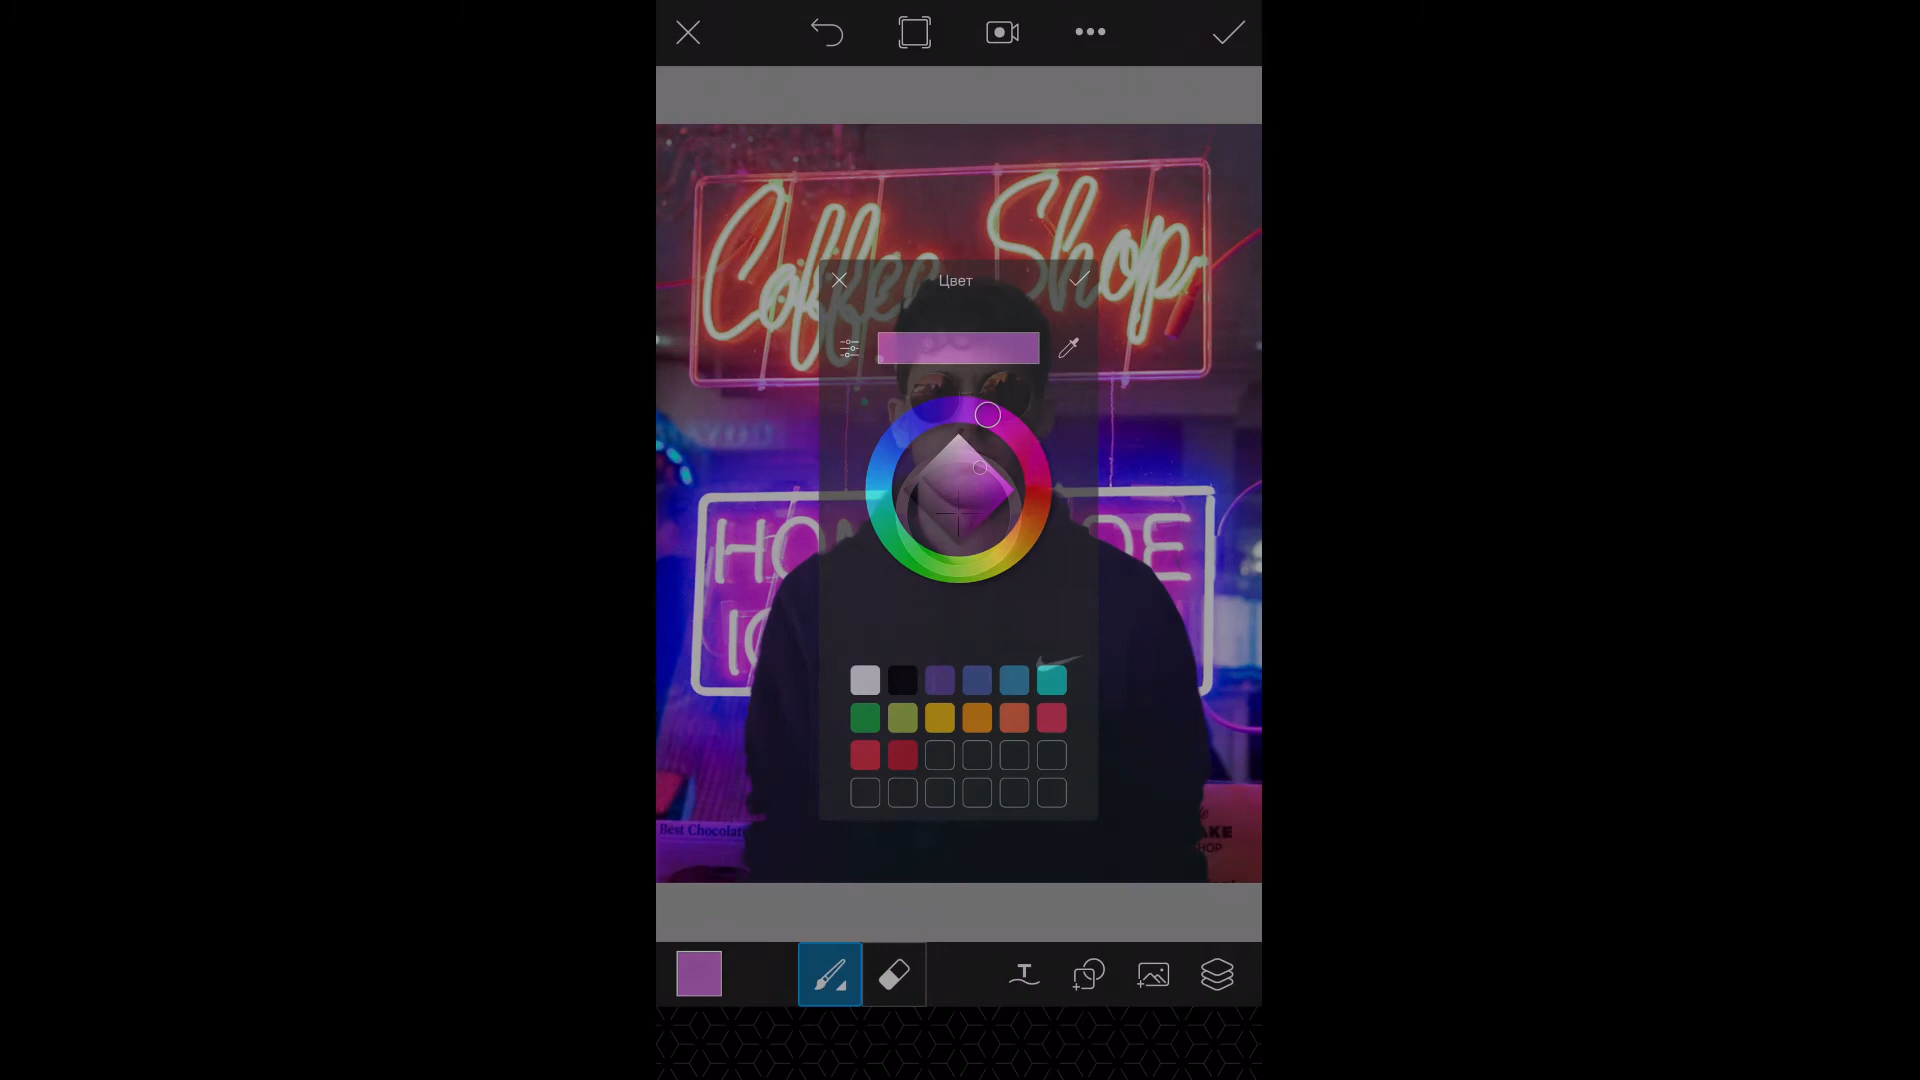 Coffee Shop
Цвет
HO DE
Best Chocolat
AKE
HOP
T